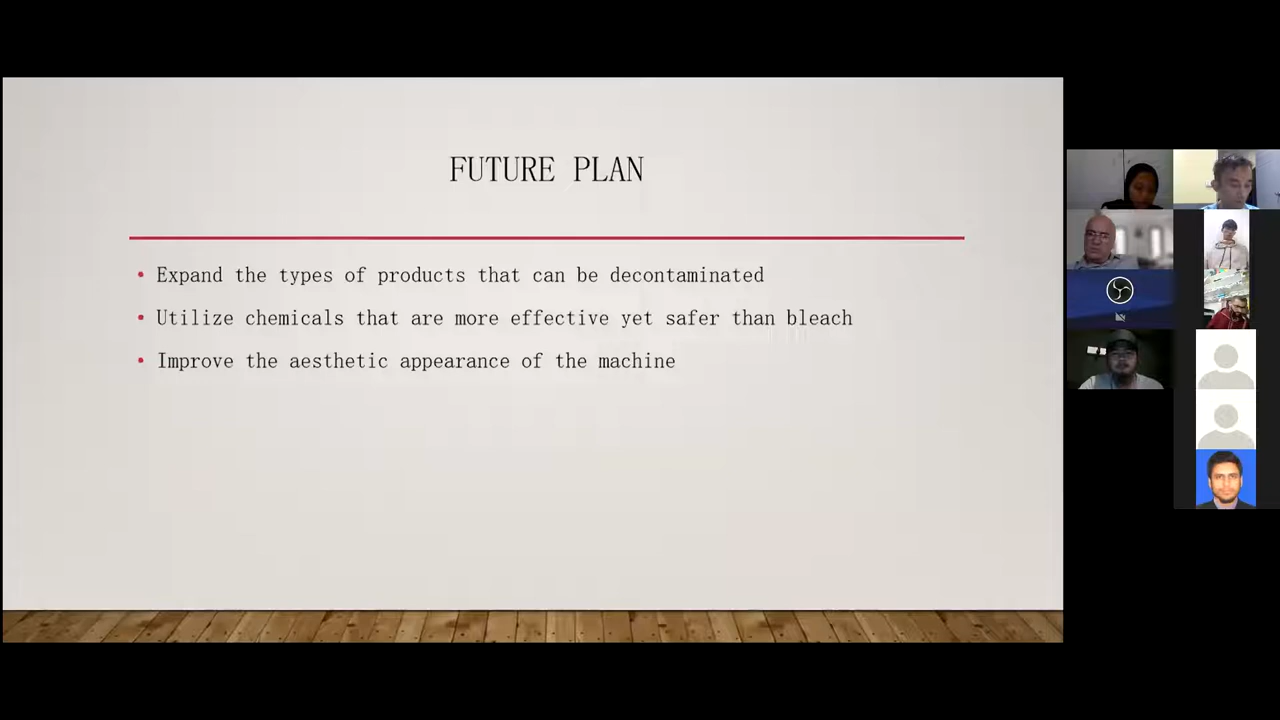 FUTURE PLAN
• Expand the types of products that can be decontaminated
• Utilize chemicals that are more effective yet safer than bleach
• Improve the aesthetic appearance of the machine